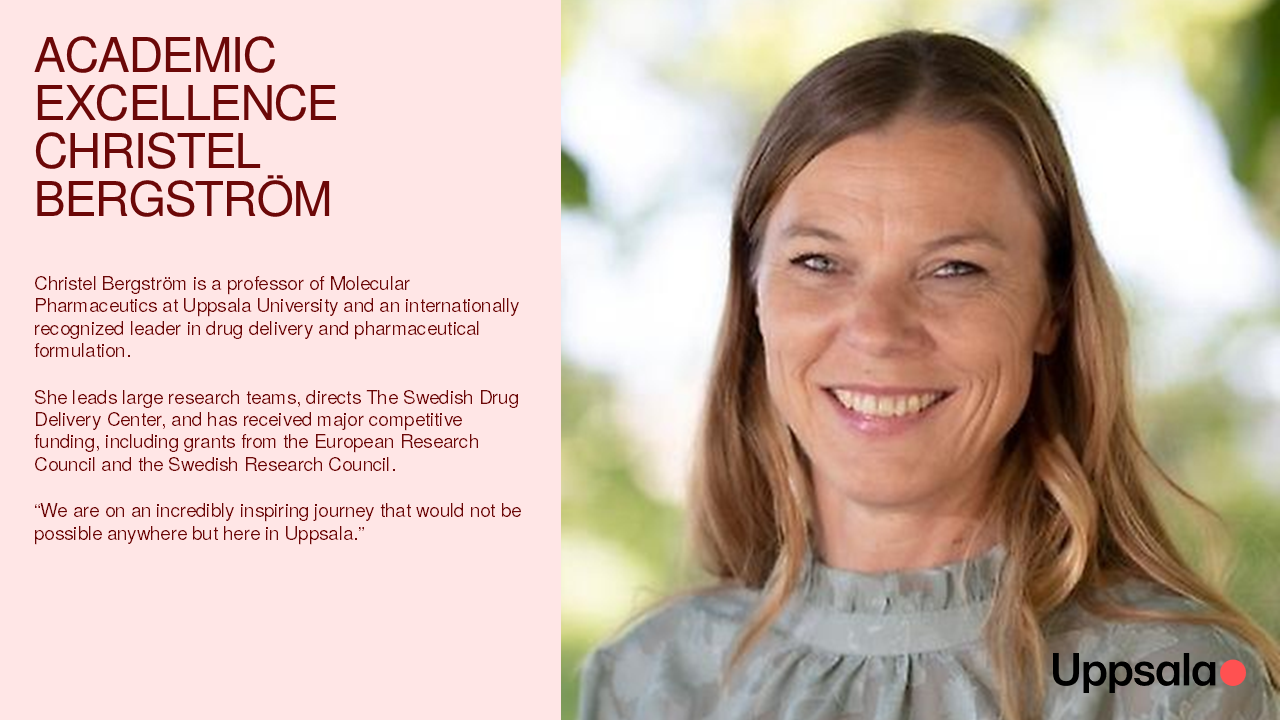 ACADEMIC
EXCELLENCE
CHRISTEL
BERGSTRÖM
Christel Bergström is a professor of Molecular
Pharmaceutics at Uppsala University and an internationally
recognized leader in drug delivery and pharmaceutical
formulation.
She leads large research teams, directs The Swedish Drug
Delivery Center, and has received major competitive
funding, including grants from the European Research
Council and the Swedish Research Council.
“We are on an incredibly inspiring journey that would not be
possible anywhere but here in Uppsala.”
Uppsala